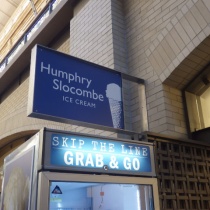 Humphry
Slocombe
ICE CREAM
SKIP THE LINE
GRAB & GO